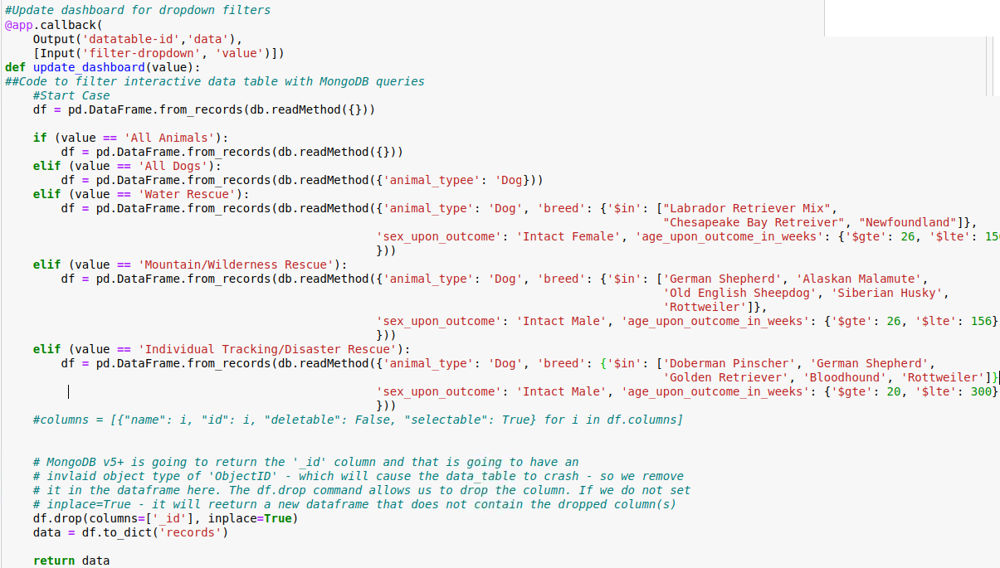 #Update dashboard for dropdown filters
@app.callback(
    Output('datatable-id','data'),
    [Input('filter-dropdown', 'value')])
def update_dashboard(value):
##Code to filter interactive data table with MongoDB queries
    #Start Case
    df = pd.DataFrame.from_records(db.readMethod({}))
    if (value == 'All Animals'):
        df = pd.DataFrame.from_records(db.readMethod({}))
    elif (value == 'All Dogs'):
        df = pd.DataFrame.from_records(db.readMethod({'animal_typee': 'Dog}))
    elif (value == 'Water Rescue'):
        df = pd.DataFrame.from_records(db.readMethod({'animal_type': 'Dog', 'breed': {'$in': ["Labrador Retriever Mix",
                                                                                          "Chesapeake Bay Retreiver", "Newfoundland"]},
                                                     'sex_upon_outcome': 'Intact Female', 'age_upon_outcome_in_weeks': {'$gte': 26, '$lte': 15
                                                     }))
    elif (value == 'Mountain/Wilderness Rescue'):
        df = pd.DataFrame.from_records(db.readMethod({'animal_type': 'Dog', 'breed': {'$in': ['German Shepherd', 'Alaskan Malamute',
                                                                                          'Old English Sheepdog', 'Siberian Husky',
                                                                                          'Rottweiler']},
                                                     'sex_upon_outcome': 'Intact Male', 'age_upon_outcome_in_weeks': {'$gte': 26, '$lte': 156}
                                                     }))
    elif (value == 'Individual Tracking/Disaster Rescue'):
        df = pd.DataFrame.from_records(db.readMethod({'animal_type': 'Dog', 'breed': {'$in': ['Doberman Pinscher', 'German Shepherd',
                                                                                          'Golden Retriever', 'Bloodhound', 'Rottweiler']}
                                                     'sex_upon_outcome': 'Intact Male', 'age_upon_outcome_in_weeks': {'$gte': 20, '$lte': 300}
                                                     }))
    #columns = [{"name": i, "id": i, "deletable": False, "selectable": True} for i in df.columns]
    # MongoDB v5+ is going to return the '_id' column and that is going to have an
    # invlaid object type of 'ObjectID' - which will cause the data_table to crash - so we remove
    # it in the dataframe here. The df.drop command allows us to drop the column. If we do not set
    # inplace=True - it will reeturn a new dataframe that does not contain the dropped column(s)
    df.drop(columns=['_id'], inplace=True)
    data = df.to_dict('records')
    return data